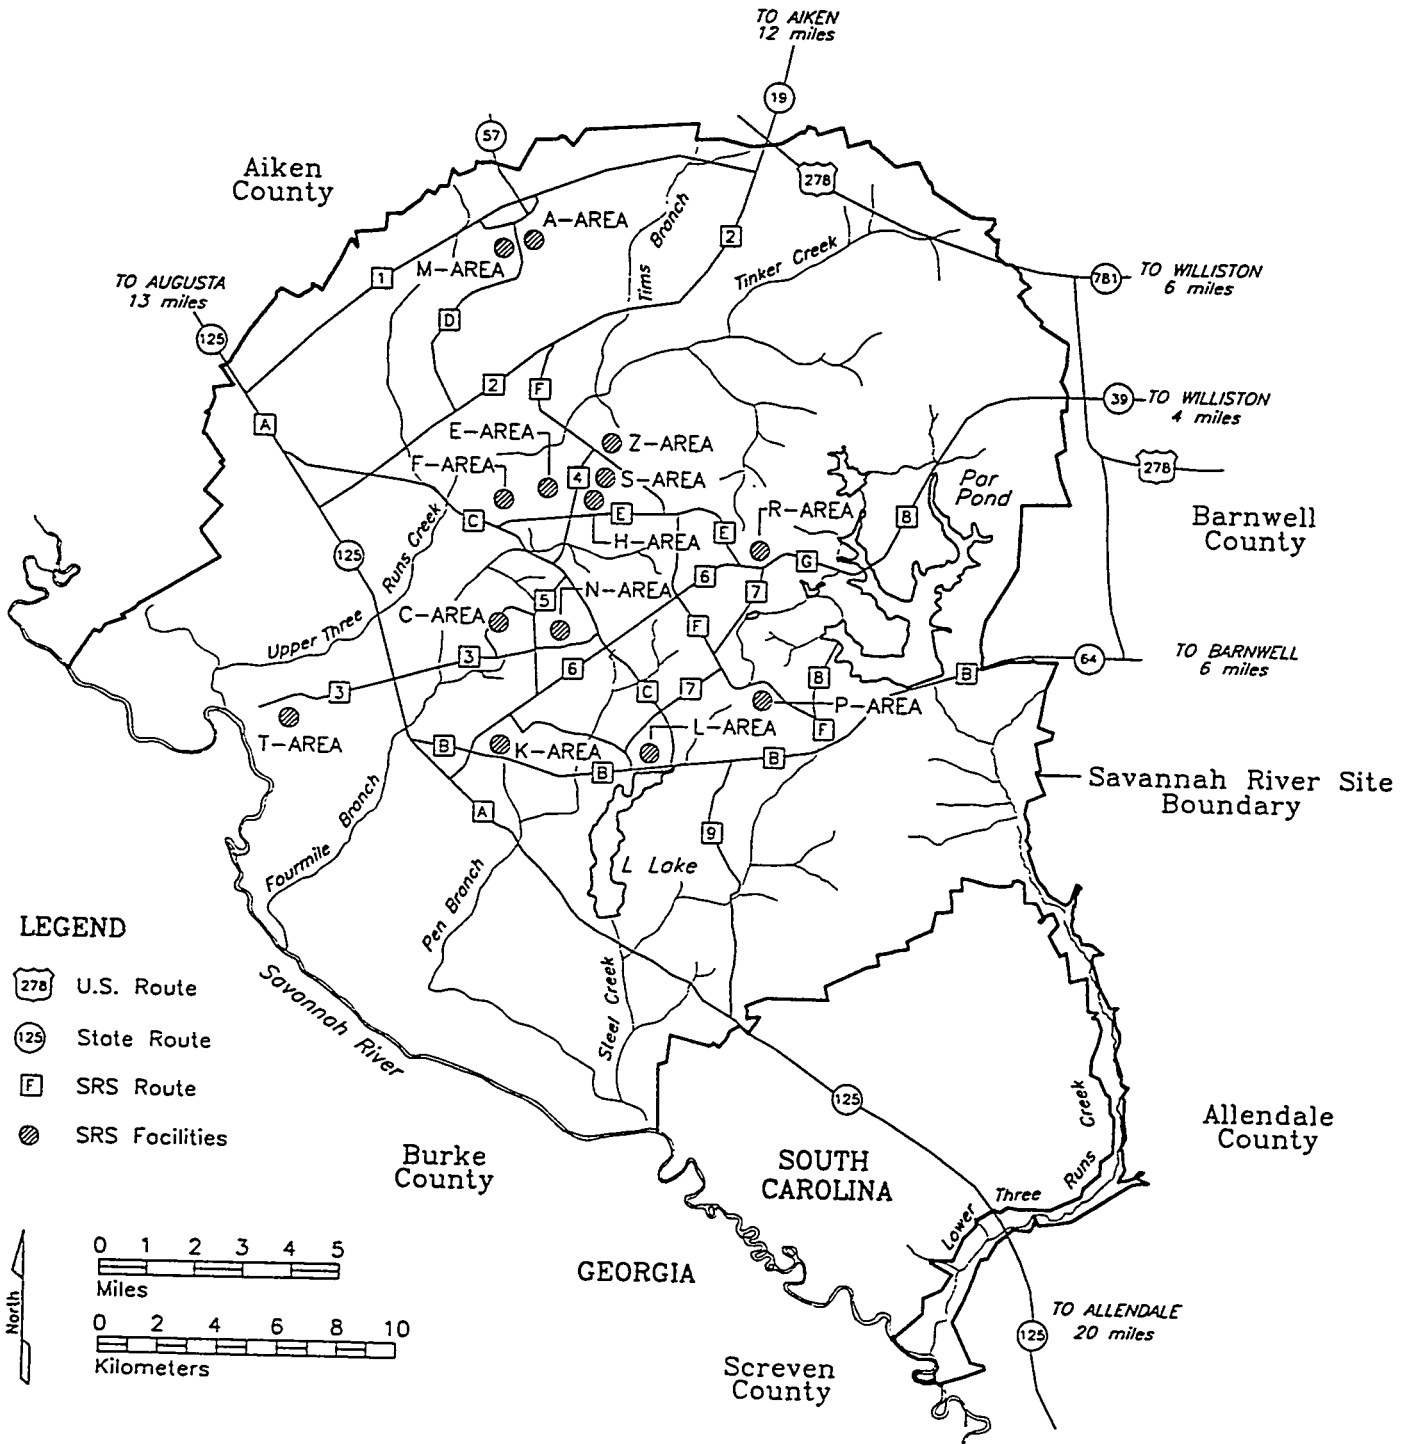 TO AIKEN
12 miles
19
57
Aiken
County
278
A-AREA
M-AREA
Tims Branch
2
Tinker Creek
1
TO AUGUSTA
13 miles
125
D
781
TO WILLISTON
6 miles
2
F
39
TO WILLISTON
4 miles
A
E-AREA
Z-AREA
F-AREA
4
S-AREA
278
Par
Pond
C
E
R-AREA
8
Barnwell
County
E
H-AREA
125
Upper Three Runs Creek
6
G
N-AREA
7
5
C-AREA
F
3
6
64
TO BARNWELL
6 miles
3
C
7
8
B
P-AREA
T-AREA
L-AREA
F
B
K-AREA
B
B
Savannah River Site
Boundary
A
9
Fourmile Branch
L Lake
Pen Branch
LEGEND
278
U.S. Route
125
State Route
F
SRS Route
SRS Facilities
Savannah River
Steel Creek
125
Lower Three Runs Creek
Allendale
County
Burke
County
SOUTH
CAROLINA
GEORGIA
0 1 2 3 4 5
Miles
0 2 4 6 8 10
Kilometers
North
TO ALLENDALE
20 miles
125
Screven
County